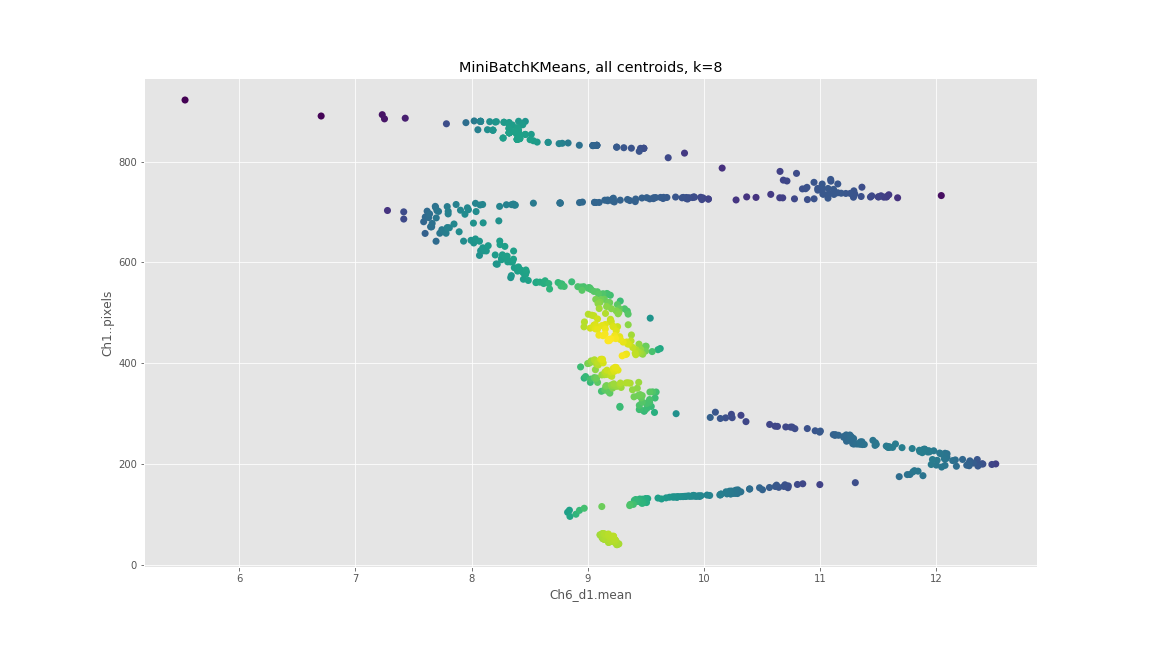 MiniBatchKMeans, all centroids, k=8
Ch1..pixels
800
600
400
200
0
6 7 8 9 10 11 12
Ch6_d1.mean